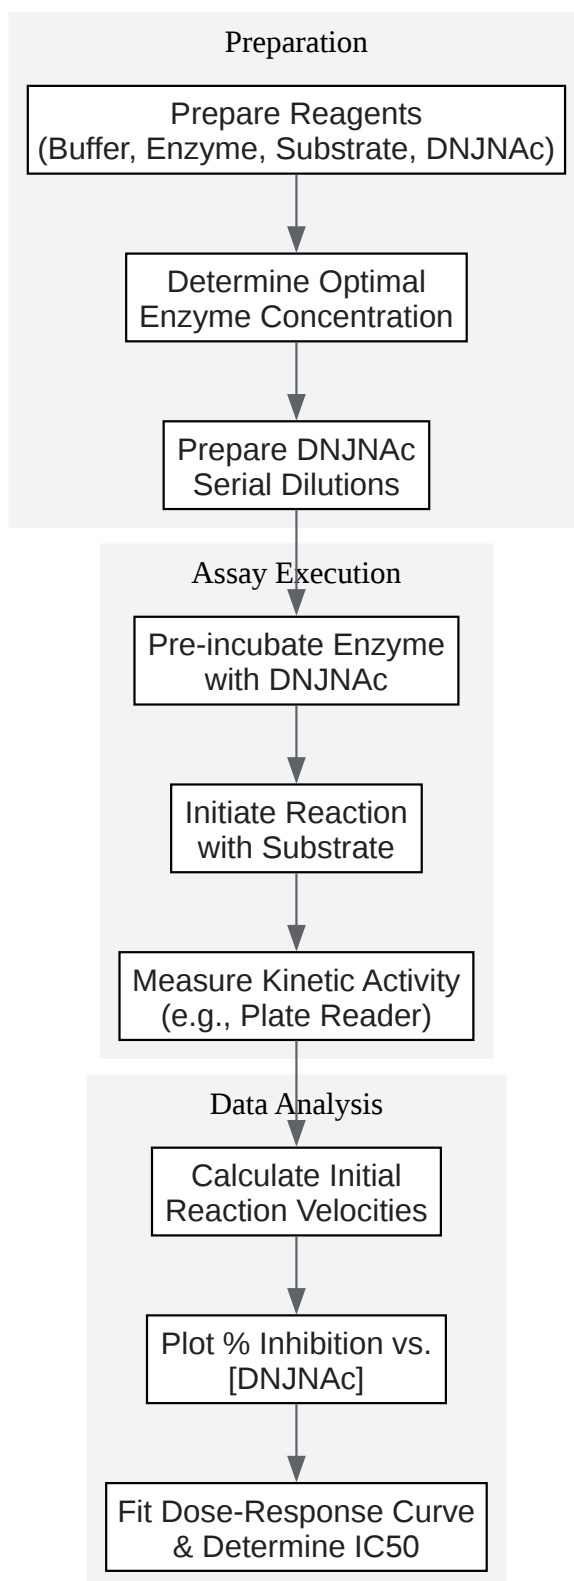 Preparation
Prepare Reagents
(Buffer, Enzyme, Substrate, DNJNAc)
Determine Optimal
Enzyme Concentration
Prepare DNJNAc
Serial Dilutions
Assay Execution
Pre-incubate Enzyme
with DNJNAc
Initiate Reaction
with Substrate
Measure Kinetic Activity
(e.g., Plate Reader)
Data Analysis
Calculate Initial
Reaction Velocities
Plot % Inhibition vs.
[DNJNAc]
Fit Dose-Response Curve
& Determine IC50